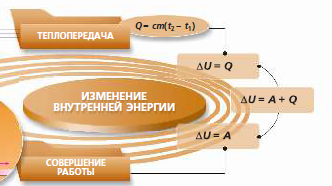 Q = cm(t₂ – t₁)
ТЕПЛОПЕРЕДАЧА
ΔU = Q
ИЗМЕНЕНИЕ
ВНУТРЕННЕЙ ЭНЕРГИИ
ΔU = A + Q
ΔU = A
СОВЕРШЕНИЕ
РАБОТЫ